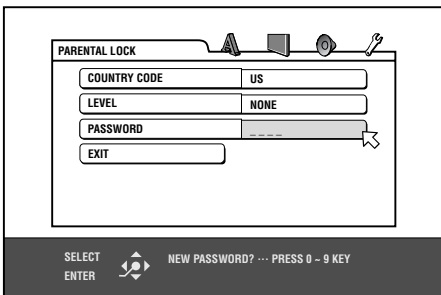 PARENTAL LOCK
COUNTRY CODE US
LEVEL NONE
PASSWORD _ _ _ _
EXIT
SELECT
ENTER
NEW PASSWORD? ··· PRESS 0 ~ 9 KEY